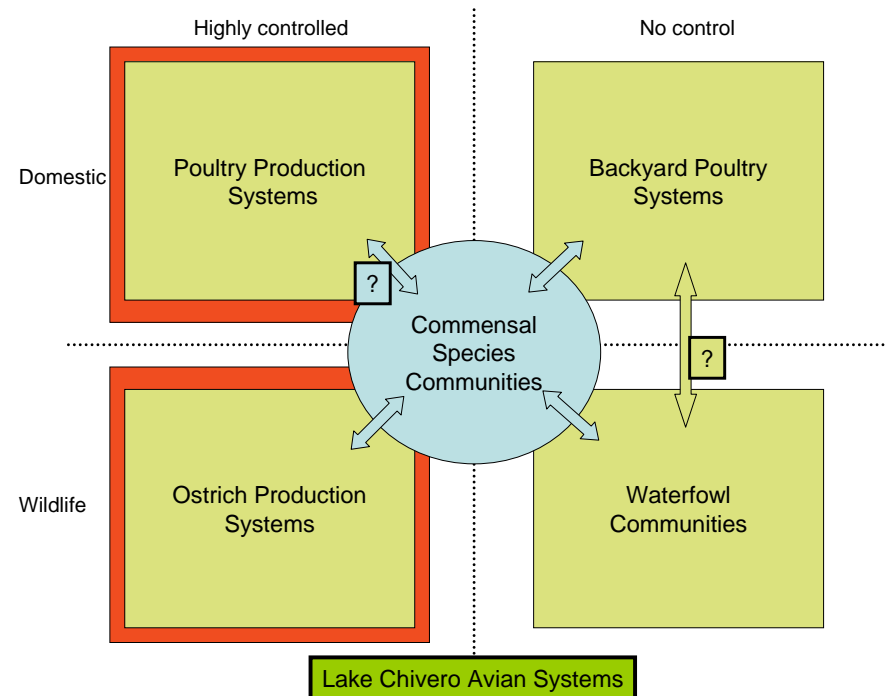 Highly controlled
No control
Domestic
Poultry Production
Systems
Backyard Poultry
Systems
?
Commensal
Species
Communities
?
Wildlife
Ostrich Production
Systems
Waterfowl
Communities
Lake Chivero Avian Systems